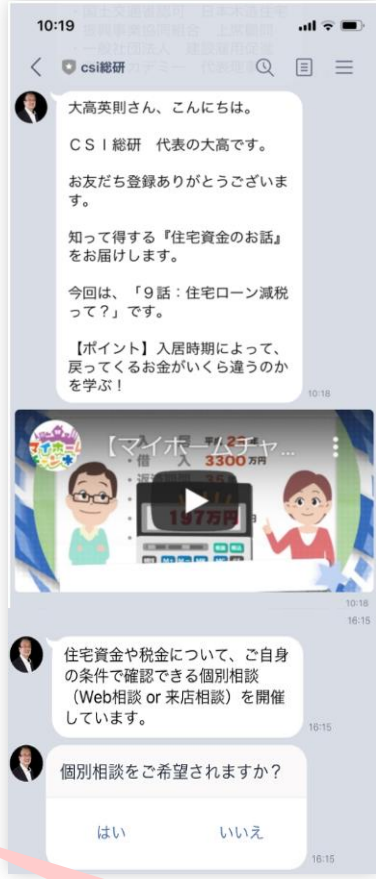 10:19
csi総研
大高英則さん、こんにちは。
CSI総研 代表の大高です。
お友だち登録ありがとうございま
す。
知って得する『住宅資金のお話』
をお届けします。
今回は、「9話：住宅ローン減税
って？」です。
【ポイント】入居時期によって、
戻ってくるお金がいくら違うのか
を学ぶ！
10:18
【マイホームチャ...
借 入 3300万円
197万円
10:18
16:15
住宅資金や税金について、ご自身
の条件で確認できる個別相談
（Web相談 or 来店相談）を開催
しています。
16:15
個別相談をご希望されますか？
はい
いいえ
16:15